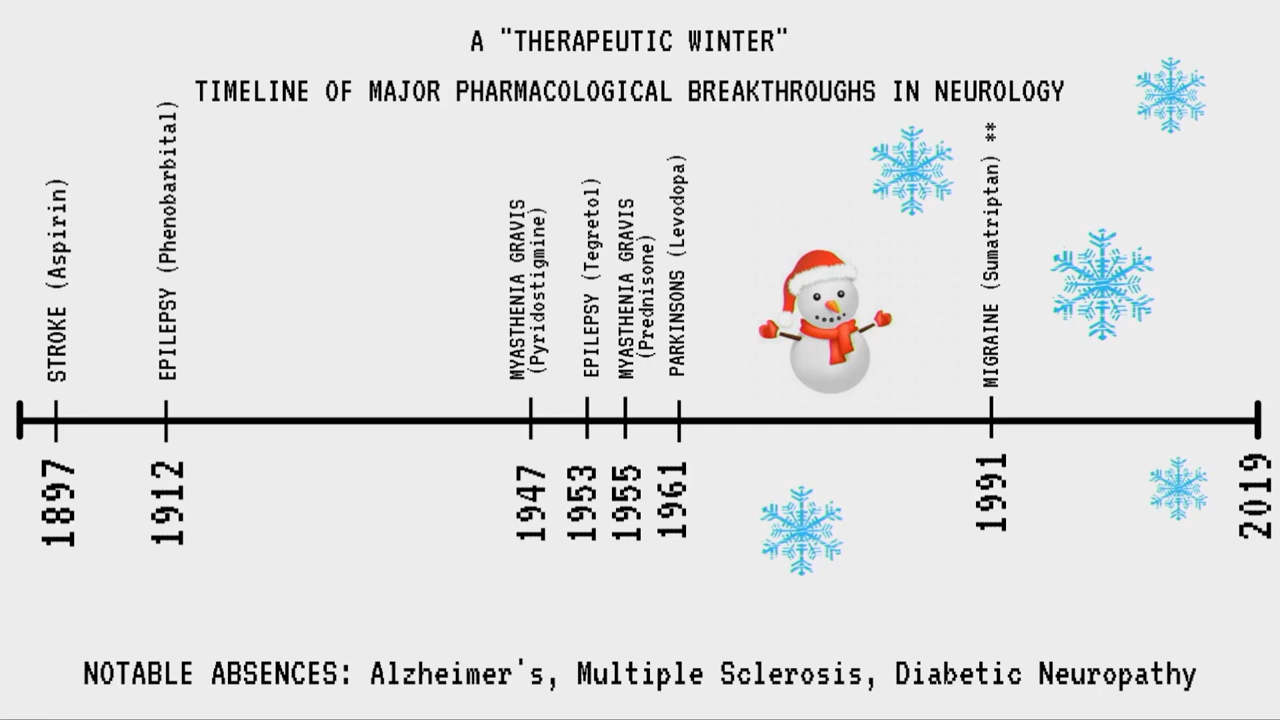 A "THERAPEUTIC WINTER"
TIMELINE OF MAJOR PHARMACOLOGICAL BREAKTHROUGHS IN NEUROLOGY
STROKE (Aspirin)
EPILEPSY (Phenobarbital)
MYASTHENIA GRAVIS
(Pyridostigmine)
EPILEPSY (Tegretol)
MYASTHENIA GRAVIS
(Prednisone)
PARKINSONS (Levodopa)
MIGRAINE (Sumatriptan) **
1897
1912
1947
1953
1955
1961
1991
2019
NOTABLE ABSENCES: Alzheimer's, Multiple Sclerosis, Diabetic Neuropathy